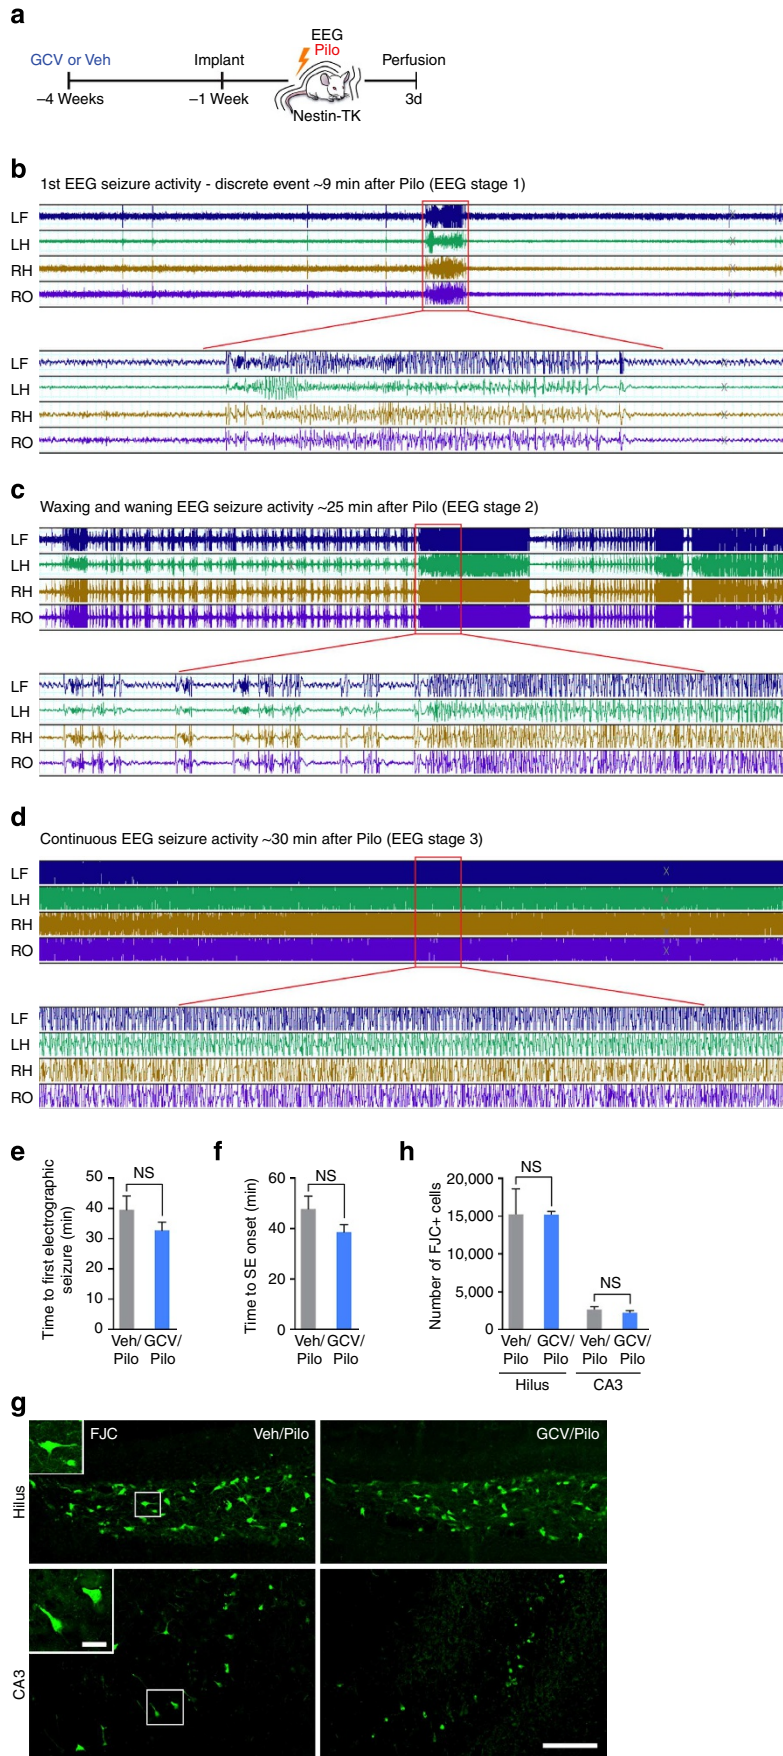 a
EEG
Pilo
GCV or Veh
Implant
Perfusion
–4 Weeks
–1 Week
Nestin-TK
3d
b
1st EEG seizure activity - discrete event ~9 min after Pilo (EEG stage 1)
LF
LH
RH
RO
LF
LH
RH
RO
c
Waxing and waning EEG seizure activity ~25 min after Pilo (EEG stage 2)
LF
LH
RH
RO
LF
LH
RH
RO
d
Continuous EEG seizure activity ~30 min after Pilo (EEG stage 3)
LF
LH
RH
RO
LF
LH
RH
RO
e
Time to first electrographic
seizure (min)
50
40
30
20
10
0
NS
Veh/ GCV/
Pilo Pilo
f
Time to SE onset (min)
60
40
20
0
NS
Veh/ GCV/
Pilo Pilo
h
Number of FJC+ cells
20,000
15,000
10,000
5,000
0
NS
NS
Veh/ GCV/ Veh/ GCV/
Pilo Pilo Pilo Pilo
Hilus CA3
g
FJC Veh/Pilo GCV/Pilo
Hilus
CA3